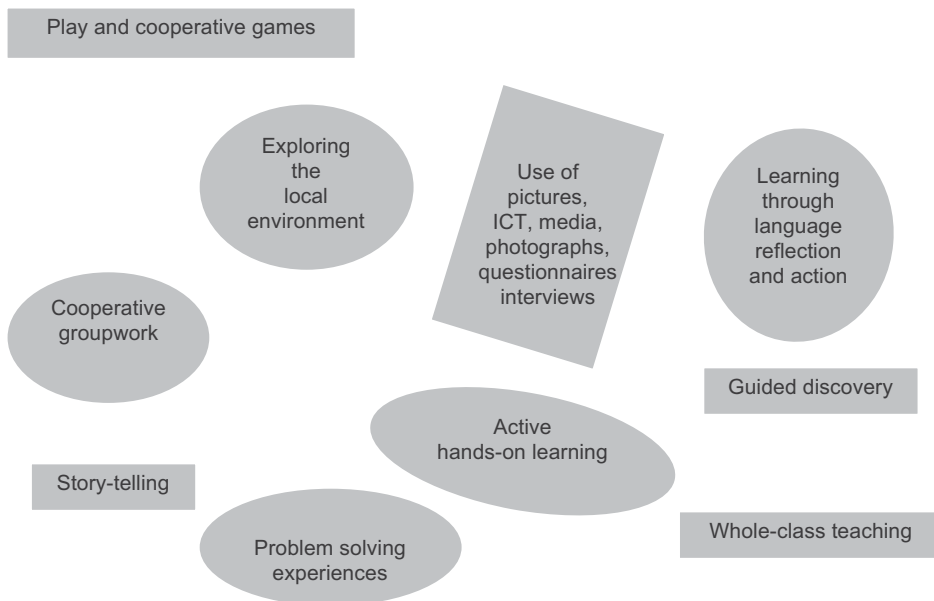 Play and cooperative games
Exploring
the
local
environment
Use of
pictures,
ICT, media,
photographs,
questionnaires
interviews
Learning
through
language
reflection
and action
Cooperative
groupwork
Guided discovery
Active
hands-on learning
Story-telling
Whole-class teaching
Problem solving
experiences